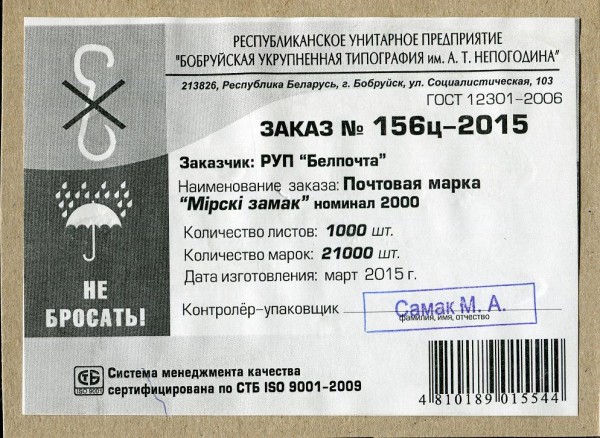 РЕСПУБЛИКАНСКОЕ УНИТАРНОЕ ПРЕДПРИЯТИЕ
"БОБРУЙСКАЯ УКРУПНЕННАЯ ТИПОГРАФИЯ им. А. Т. НЕПОГОДИНА"
213826, Республика Беларусь, г. Бобруйск, ул. Социалистическая, 103
ГОСТ 12301–2006
ЗАКАЗ № 156ц–2015
Заказчик: РУП "Белпочта"
Наименование заказа: Почтовая марка
"Мірскі замак" номинал 2000
Количество листов: 1000 шт.
Количество марок: 21000 шт.
Дата изготовления: март 2015 г.
Контролёр–упаковщик
Самак М. А.
фамилия, имя, отчество
НЕ
БРОСАТЬ!
СБ
ISO 9001
Система менеджмента качества
сертифицирована по СТБ ISO 9001–2009
4 810189 015544